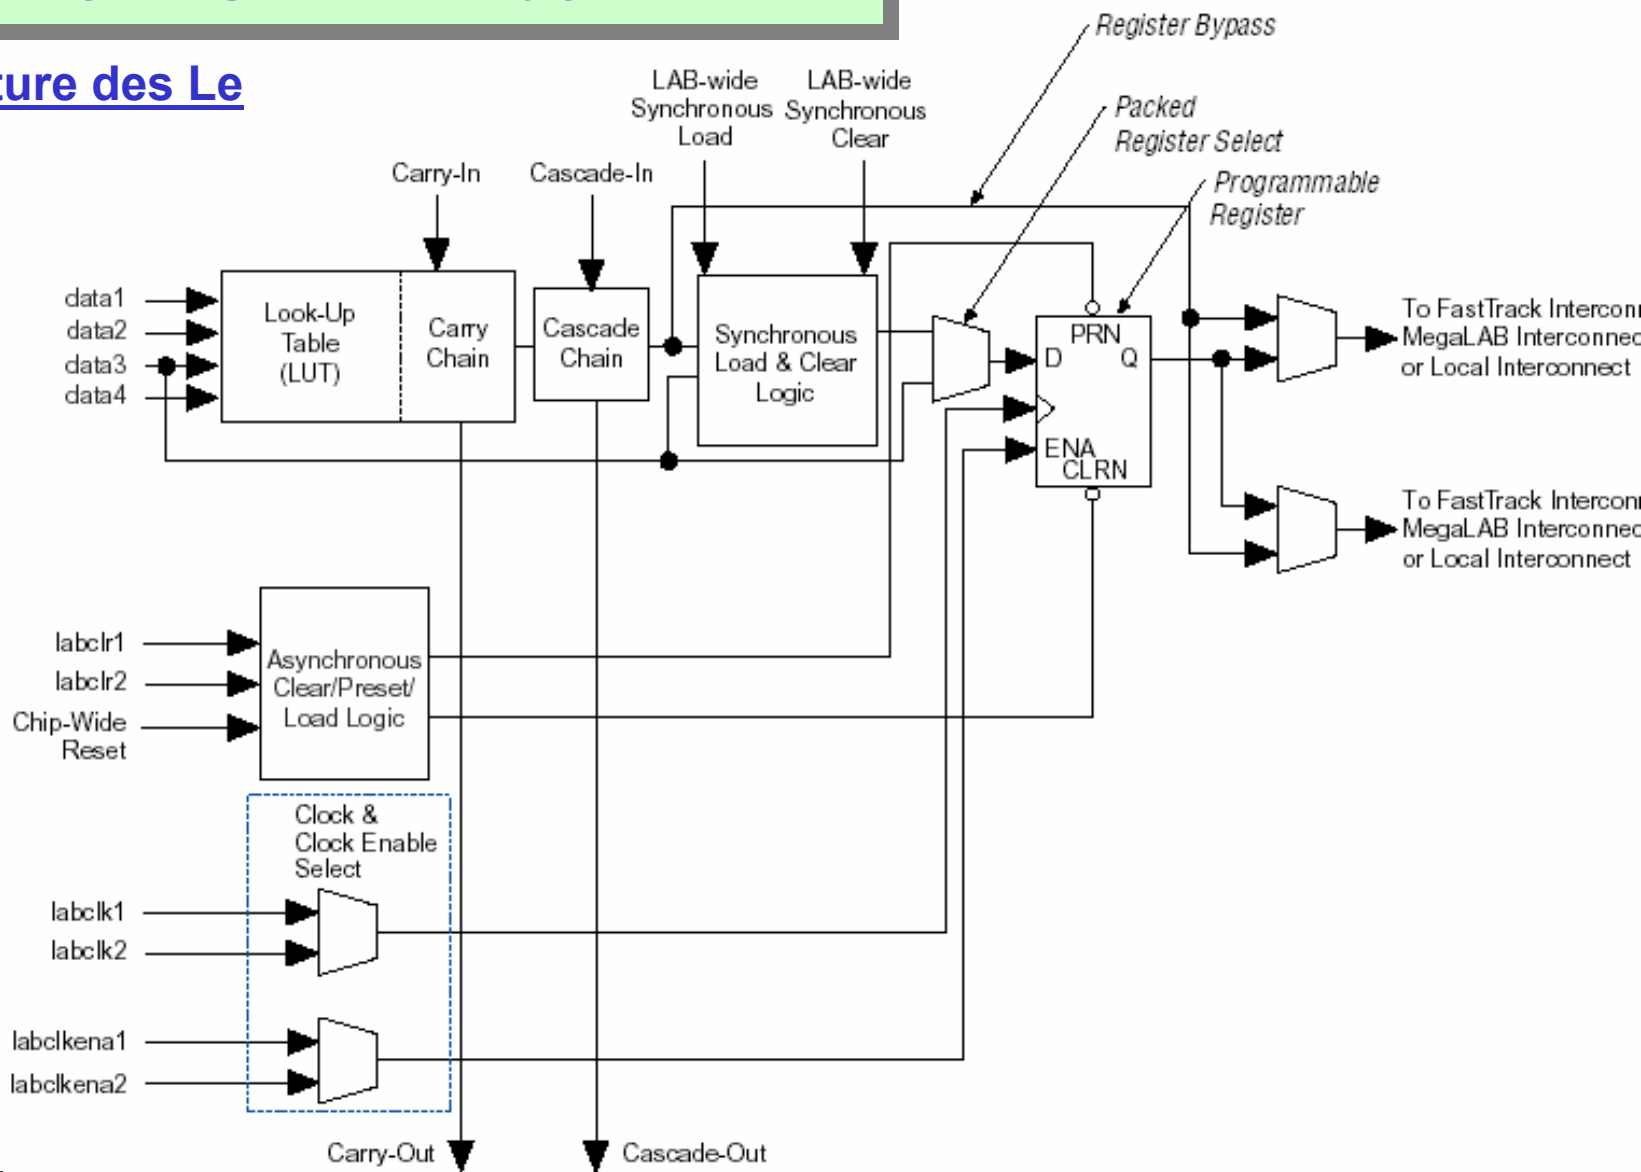 ture des Le
Register Bypass
LAB-wide
Synchronous
Load
LAB-wide
Synchronous
Clear
Packed
Register Select
Carry-In
Cascade-In
Programmable
Register
data1
data2
data3
data4
Look-Up
Table
(LUT)
Carry
Chain
Cascade
Chain
Synchronous
Load & Clear
Logic
PRN
D
Q
ENA
CLRN
To FastTrack Interconn
MegaLAB Interconnec
or Local Interconnect
To FastTrack Interconn
MegaLAB Interconnec
or Local Interconnect
labclr1
labclr2
Chip-Wide
Reset
Asynchronous
Clear/Preset/
Load Logic
Clock &
Clock Enable
Select
labclk1
labclk2
labclkena1
labclkena2
Carry-Out
Cascade-Out